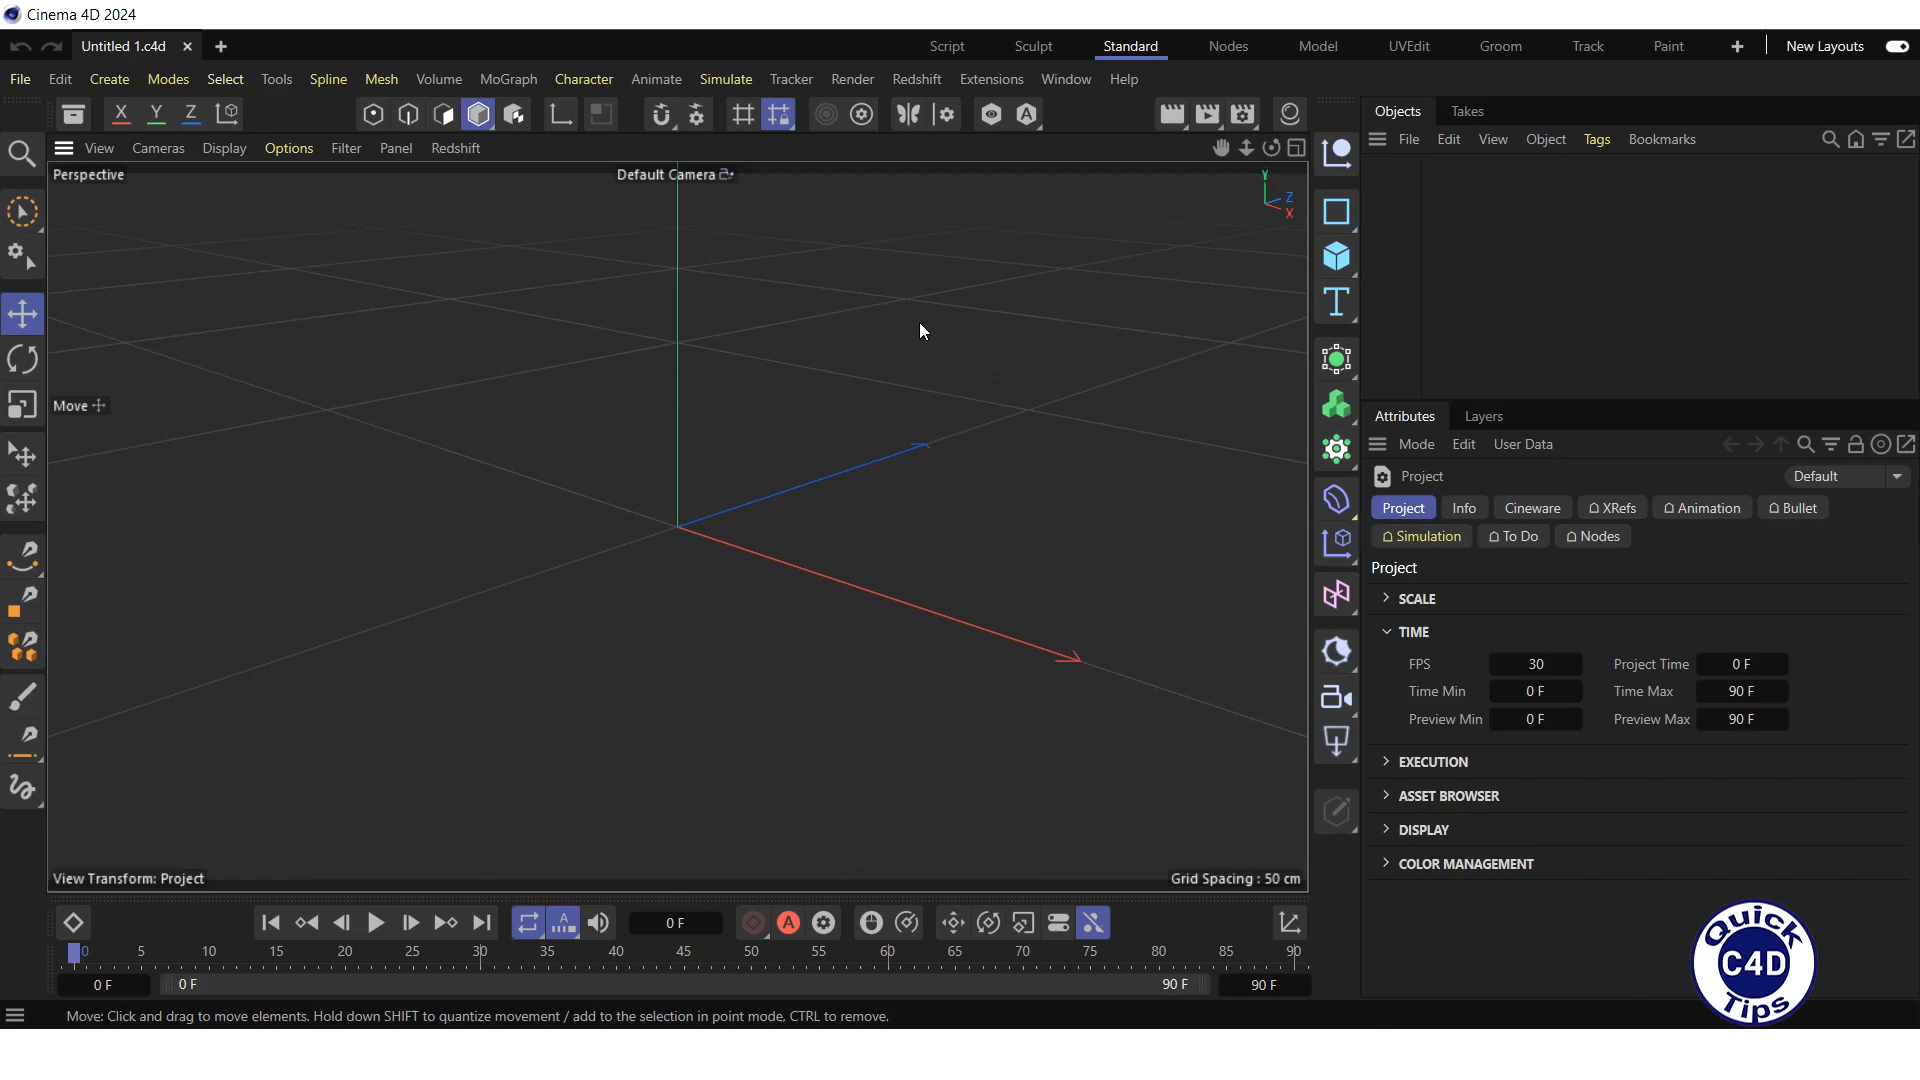 Cinema 4D 2024
Untitled 1.c4d
Script Sculpt Standard Nodes Model UVEdit Groom Track Paint New Layouts
File Edit Create Modes Select Tools Spline Mesh Volume MoGraph Character Animate Simulate Tracker Render Redshift Extensions Window Help
X Y Z
A
Objects Takes
File Edit View Object Tags Bookmarks
View Cameras Display Options Filter Panel Redshift
Perspective
Default Camera
Y
Z
X
Move
T
Attributes Layers
Mode Edit User Data
Project Default
Project Info Cineware XRefs Animation Bullet
Simulation To Do Nodes
Project
SCALE
TIME
FPS 30 Project Time 0 F
Time Min 0 F Time Max 90 F
Preview Min 0 F Preview Max 90 F
EXECUTION
ASSET BROWSER
DISPLAY
COLOR MANAGEMENT
View Transform: Project
Grid Spacing : 50 cm
A 0 F A
0 5 10 15 20 25 30 35 40 45 50 55 60 65 70 75 80 85 90
0 F 0 F 90 F 90 F
Quick
C4D
Tips
Move: Click and drag to move elements. Hold down SHIFT to quantize movement / add to the selection in point mode, CTRL to remove.